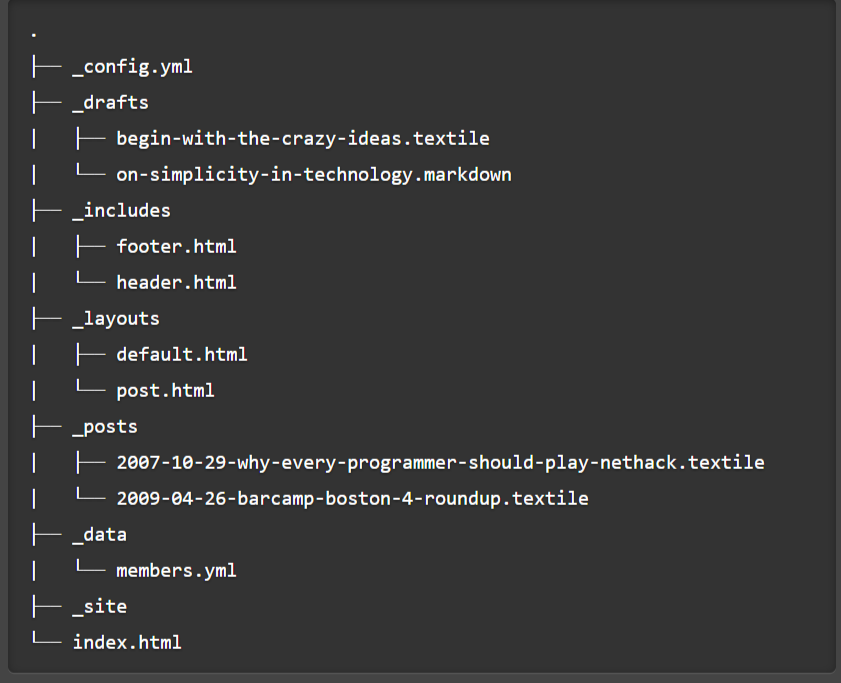 .
├── _config.yml
├── _drafts
|   ├── begin-with-the-crazy-ideas.textile
|   └── on-simplicity-in-technology.markdown
├── _includes
|   ├── footer.html
|   └── header.html
├── _layouts
|   ├── default.html
|   └── post.html
├── _posts
|   ├── 2007-10-29-why-every-programmer-should-play-nethack.textile
|   └── 2009-04-26-barcamp-boston-4-roundup.textile
├── _data
|   └── members.yml
├── _site
└── index.html